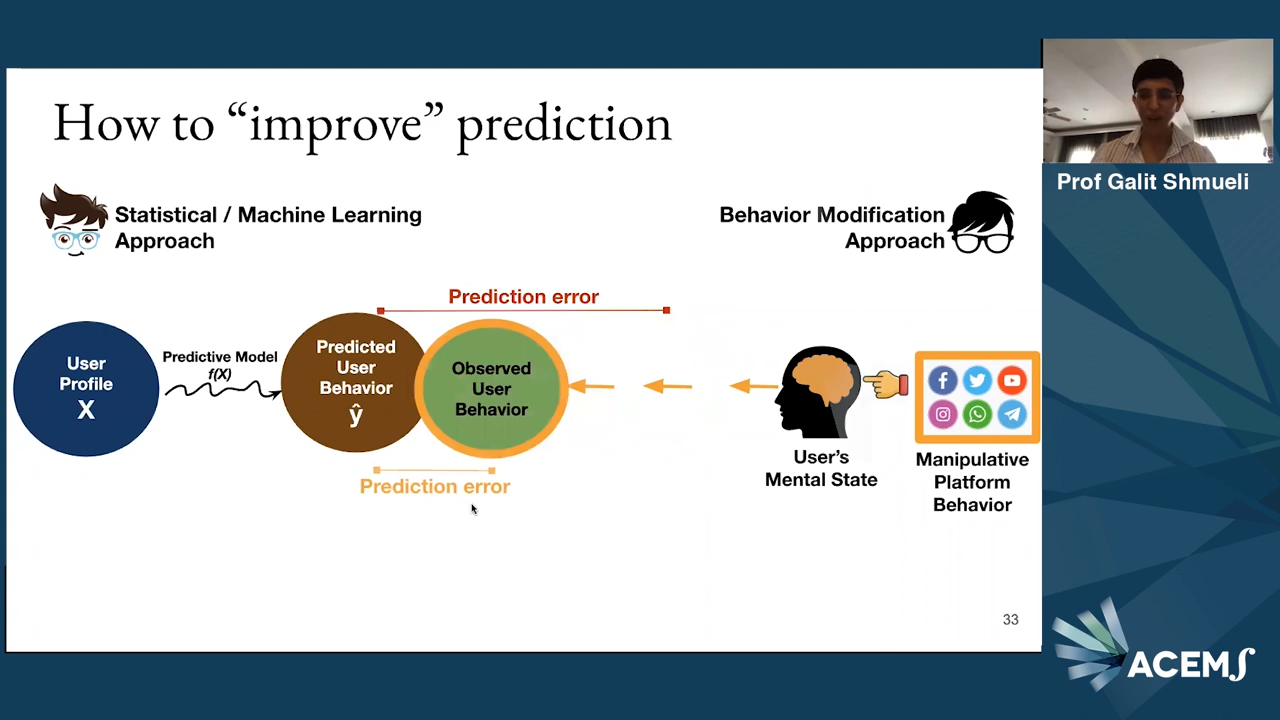 How to “improve” prediction
Prof Galit Shmueli
Statistical / Machine Learning
Approach
Behavior Modification
Approach
Prediction error
User
Profile
X
Predictive Model
f(X)
Predicted
User
Behavior
ŷ
Observed
User
Behavior
User’s
Mental State
Manipulative
Platform
Behavior
Prediction error
33
ACEMS